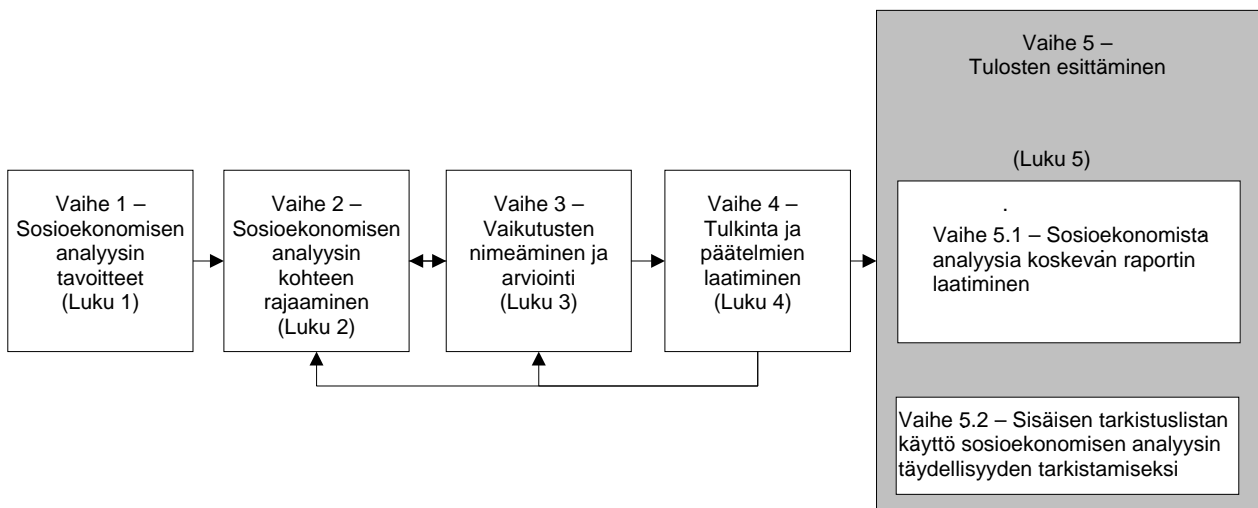 Vaihe 1 –
Sosioekonomisen
analyysin
tavoitteet
(Luku 1)
Vaihe 2 –
Sosioekonomisen
analyysin
kohteen
rajaaminen
(Luku 2)
Vaihe 3 –
Vaikutusten
nimeäminen ja
arviointi
(Luku 3)
Vaihe 4 –
Tulkinta ja
päätelmien
laatiminen
(Luku 4)
Vaihe 5 –
Tulosten esittäminen
(Luku 5)
Vaihe 5.1 – Sosioekonomista
analyysia koskevan raportin
laatiminen
Vaihe 5.2 – Sisäisen tarkistuslistan
käyttö sosioekonomisen analyysin
täydellisyyden tarkistamiseksi